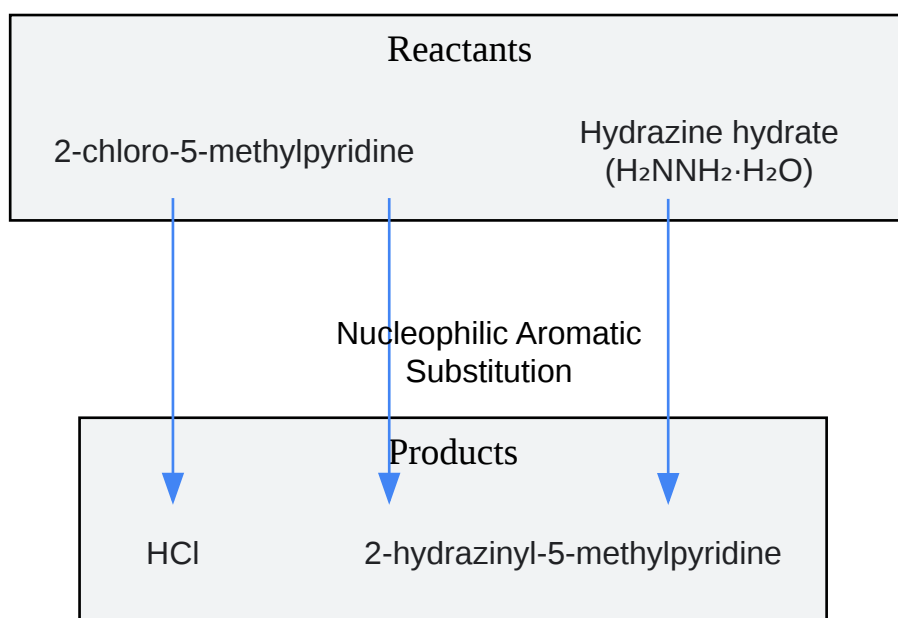 Reactants
2-chloro-5-methylpyridine
Hydrazine hydrate
(H₂NNH₂·H₂O)
Nucleophilic Aromatic
Substitution
Products
HCl
2-hydrazinyl-5-methylpyridine